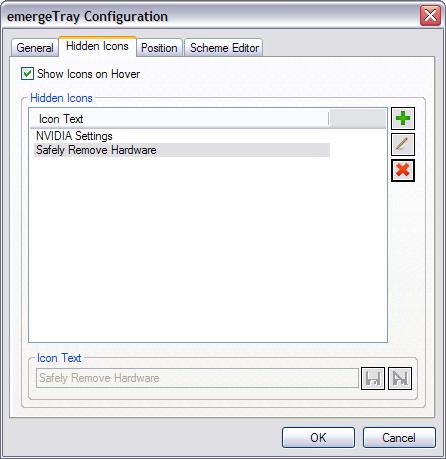 emergeTray Configuration
General Hidden Icons Position Scheme Editor
Show Icons on Hover
Hidden Icons
Icon Text
NVIDIA Settings
Safely Remove Hardware
Icon Text
Safely Remove Hardware
OK Cancel